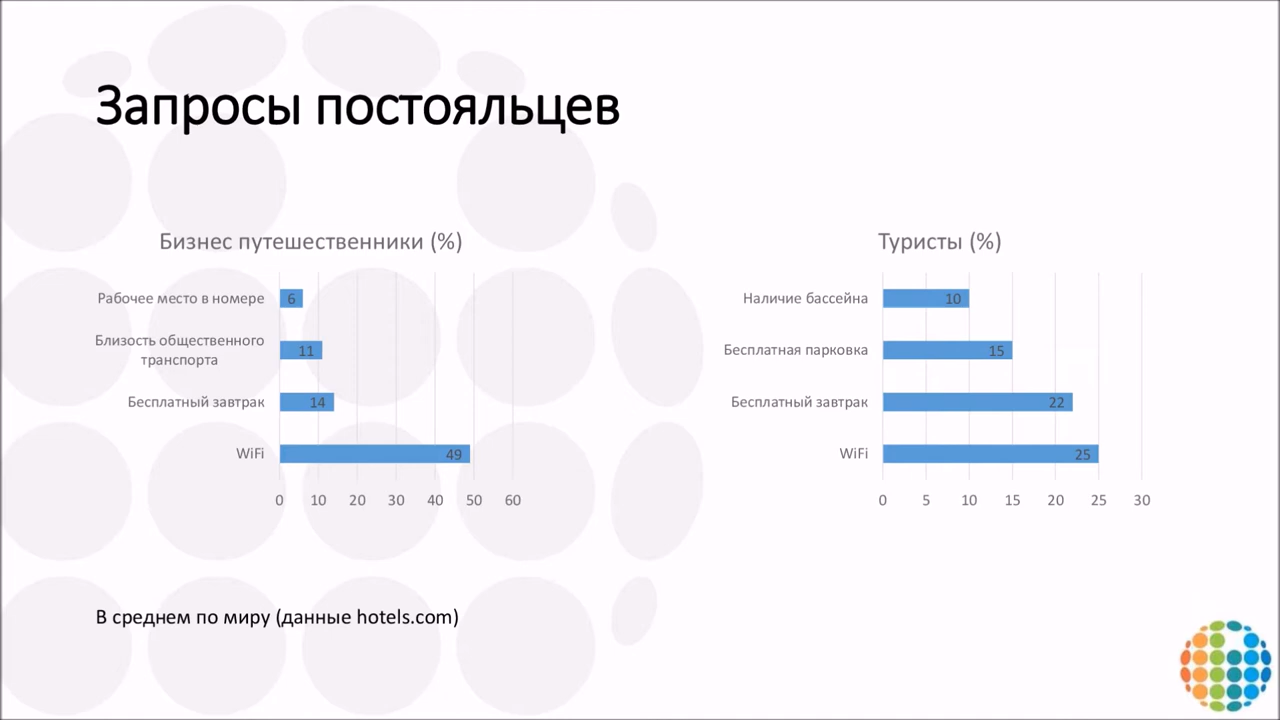 Запросы постояльцев
Бизнес путешественники (%)
Рабочее место в номере
6
Близость общественного
транспорта
11
Бесплатный завтрак
14
WiFi
49
0 10 20 30 40 50 60
Туристы (%)
Наличие бассейна
10
Бесплатная парковка
15
Бесплатный завтрак
22
WiFi
25
0 5 10 15 20 25 30
В среднем по миру (данные hotels.com)